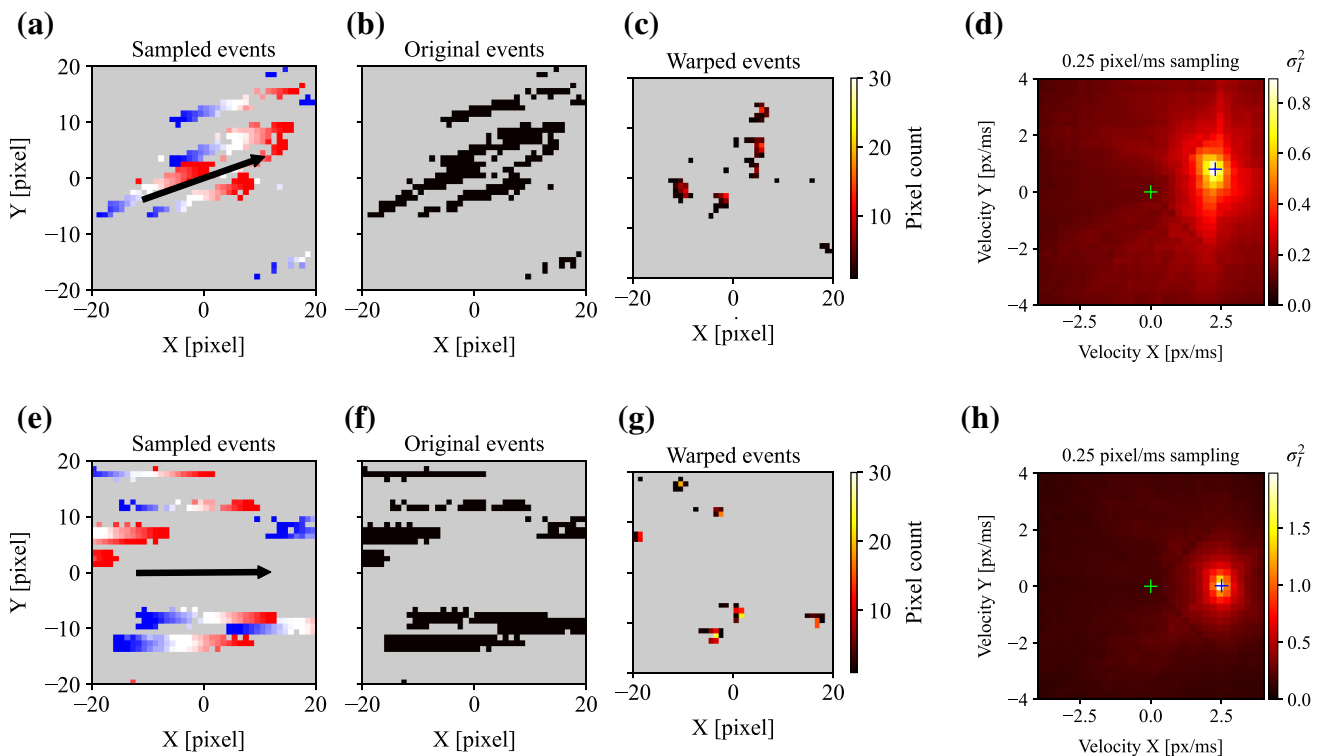 (a)
(b)
(c)
(d)
Sampled events
Original events
Warped events
0.25 pixel/ms sampling
σ_I^2
20
10
0
−10
−20
Y [pixel]
−20 0 20
X [pixel]
−20 0 20
X [pixel]
−20 0 20
X [pixel]
30
20
10
Pixel count
4
2
0
−2
−4
Velocity Y [px/ms]
−2.5 0.0 2.5
Velocity X [px/ms]
0.8
0.6
0.4
0.2
0.0
(e)
(f)
(g)
(h)
Sampled events
Original events
Warped events
0.25 pixel/ms sampling
σ_I^2
20
10
0
−10
−20
Y [pixel]
−20 0 20
X [pixel]
−20 0 20
X [pixel]
−20 0 20
X [pixel]
30
20
10
Pixel count
4
2
0
−2
−4
Velocity Y [px/ms]
−2.5 0.0 2.5
Velocity X [px/ms]
1.5
1.0
0.5
0.0